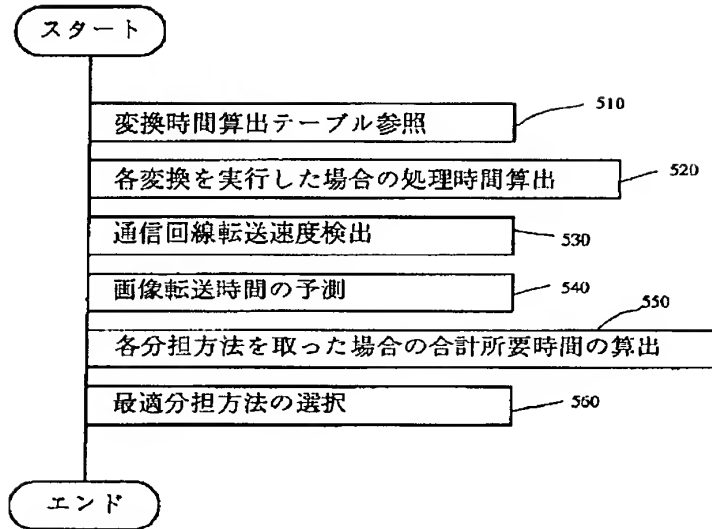 スタート
変換時間算出テーブル参照
510
各変換を実行した場合の処理時間算出
520
通信回線転送速度検出
530
画像転送時間の予測
540
550
各分担方法を取った場合の合計所要時間の算出
最適分担方法の選択
560
エンド